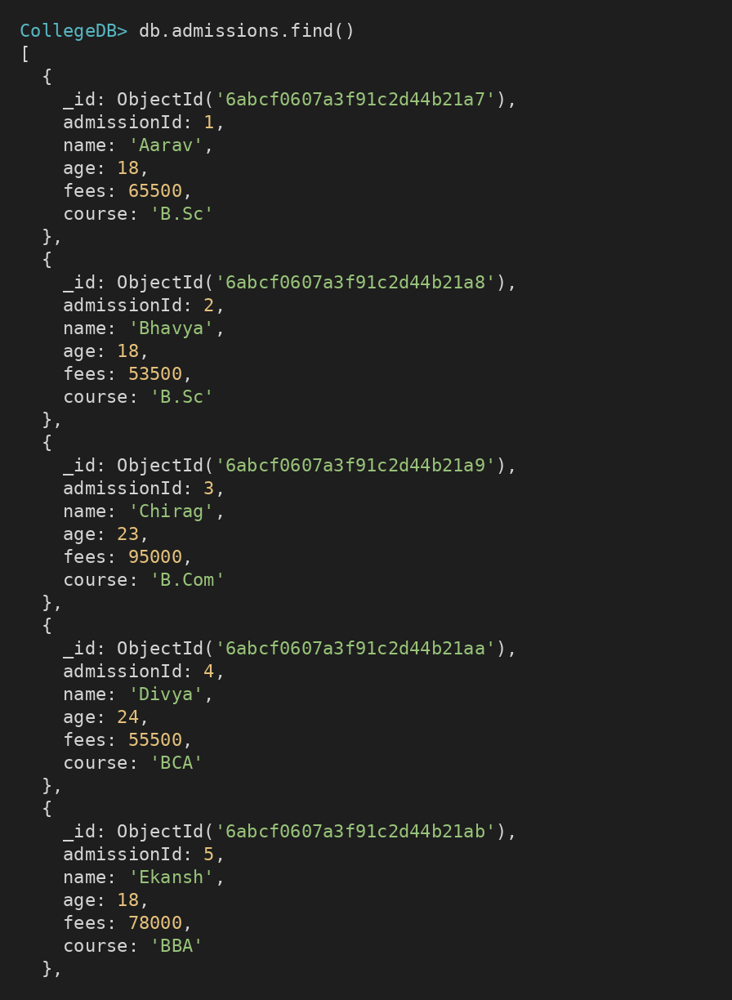 CollegeDB> db.admissions.find()
[
  {
    _id: ObjectId('6abcf0607a3f91c2d44b21a7'),
    admissionId: 1,
    name: 'Aarav',
    age: 18,
    fees: 65500,
    course: 'B.Sc'
  },
  {
    _id: ObjectId('6abcf0607a3f91c2d44b21a8'),
    admissionId: 2,
    name: 'Bhavya',
    age: 18,
    fees: 53500,
    course: 'B.Sc'
  },
  {
    _id: ObjectId('6abcf0607a3f91c2d44b21a9'),
    admissionId: 3,
    name: 'Chirag',
    age: 23,
    fees: 95000,
    course: 'B.Com'
  },
  {
    _id: ObjectId('6abcf0607a3f91c2d44b21aa'),
    admissionId: 4,
    name: 'Divya',
    age: 24,
    fees: 55500,
    course: 'BCA'
  },
  {
    _id: ObjectId('6abcf0607a3f91c2d44b21ab'),
    admissionId: 5,
    name: 'Ekansh',
    age: 18,
    fees: 78000,
    course: 'BBA'
  },